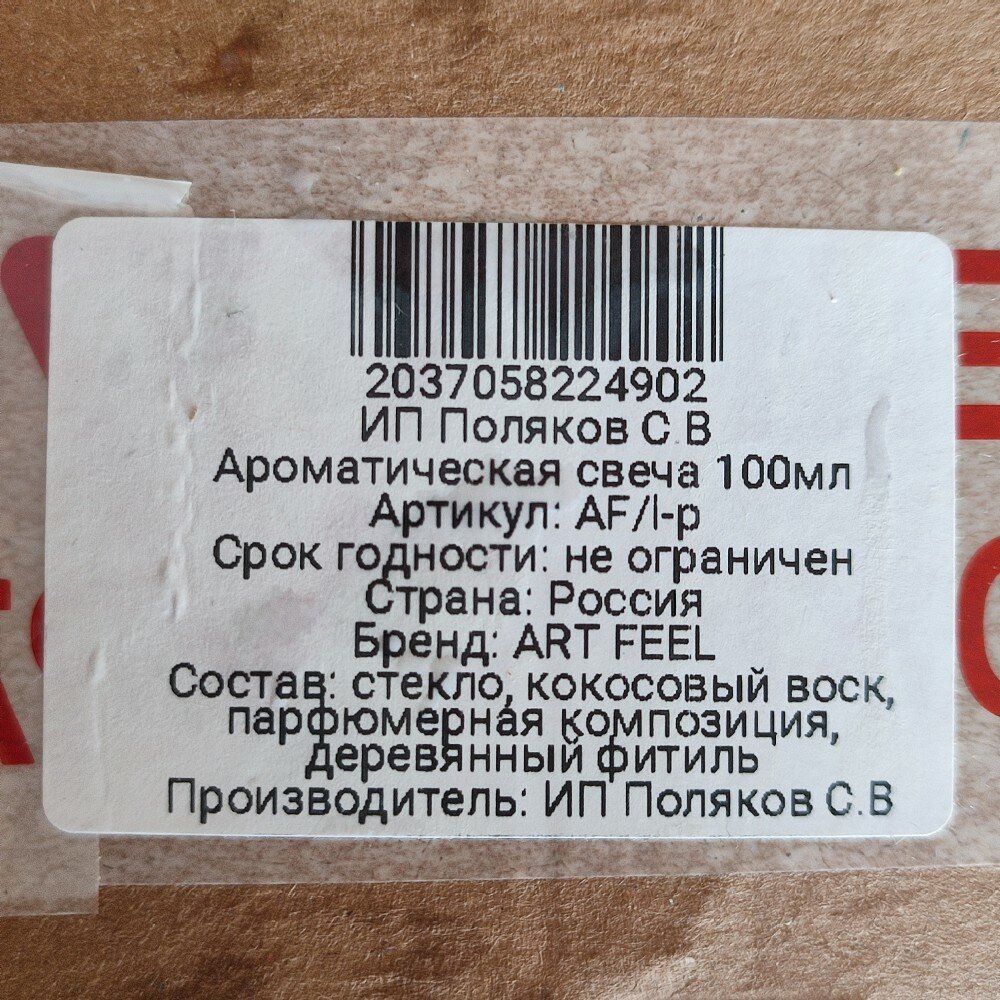 2037058224902
ИП Поляков С.В
Ароматическая свеча 100мл
Артикул: AF/l-p
Срок годности: не ограничен
Страна: Россия
Бренд: ART FEEL
Состав: стекло, кокосовый воск,
парфюмерная композиция,
деревянный фитиль
Производитель: ИП Поляков С.В